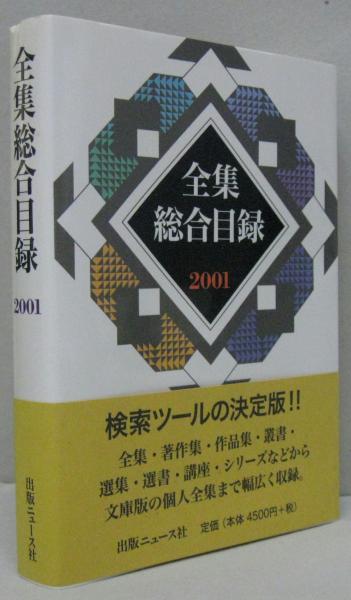 全集総合目録
2001
出版ニュース社
全集
総合目録
2001
検索ツールの決定版!!
全集・著作集・作品集・叢書・
選集・選書・講座・シリーズなどから
文庫版の個人全集まで幅広く収録。
出版ニュース社 定価(本体4500円+税)